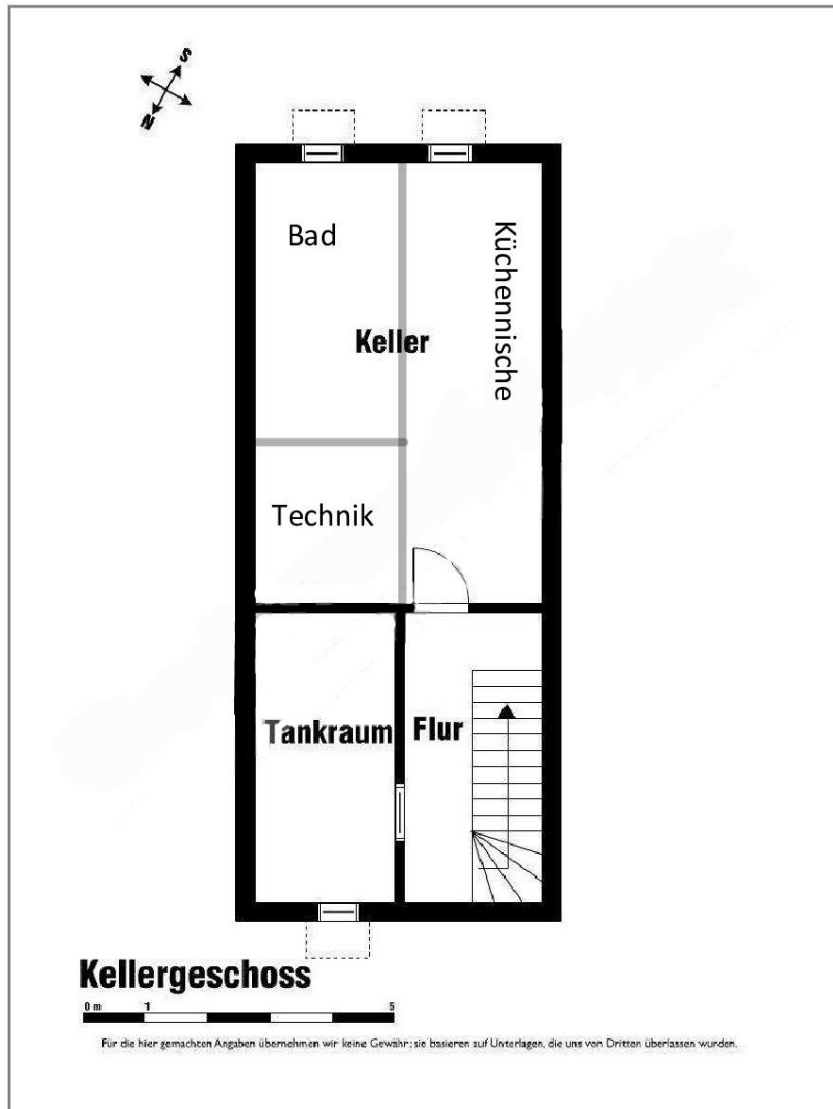 S
N
Bad
Küchennische
Keller
Technik
Tankraum
Flur
Kellergeschoss
0 m 1 5
Für die hier gemachten Angaben übernehmen wir keine Gewähr; sie basieren auf Unterlagen, die uns von Dritten überlassen wurden.